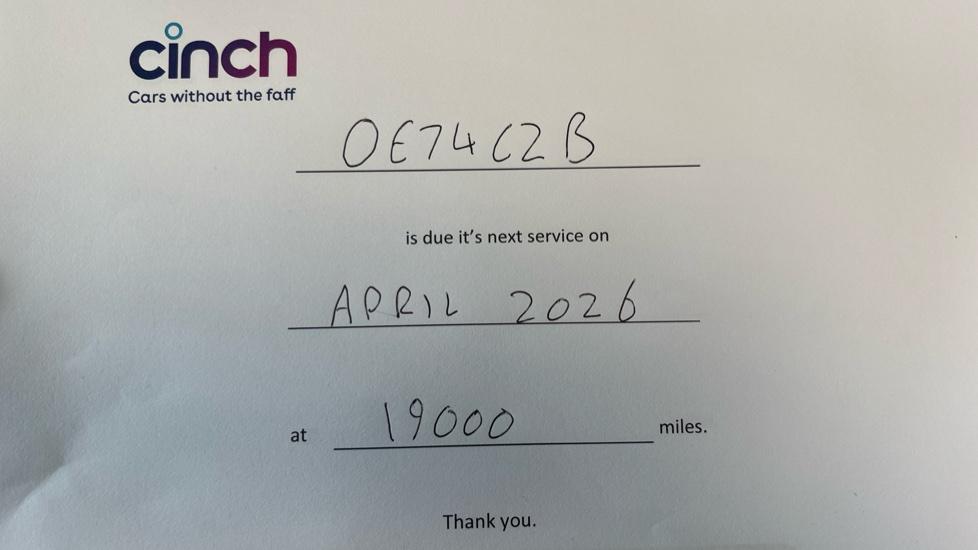 cinch
Cars without the faff
OE74CZB
is due it's next service on
APRIL 2026
at 19000 miles.
Thank you.